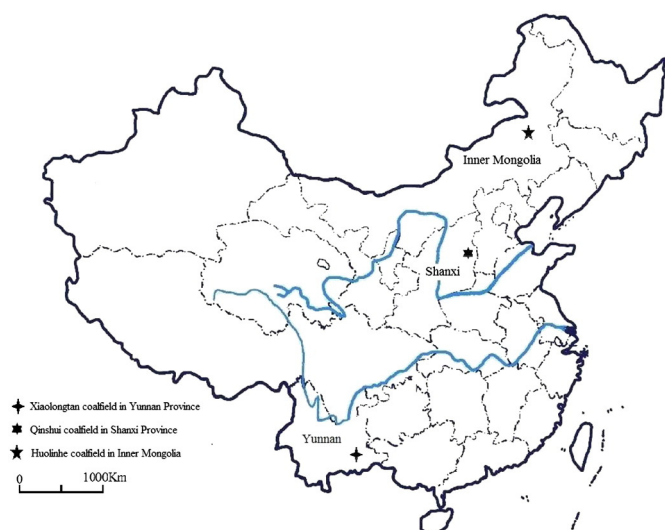 Inner Mongolia
Shanxi
Yunnan
Xiaolongtan coalfield in Yunnan Province
Qinshui coalfield in Shanxi Province
Huolinhe coalfield in Inner Mongolia
0 1000Km